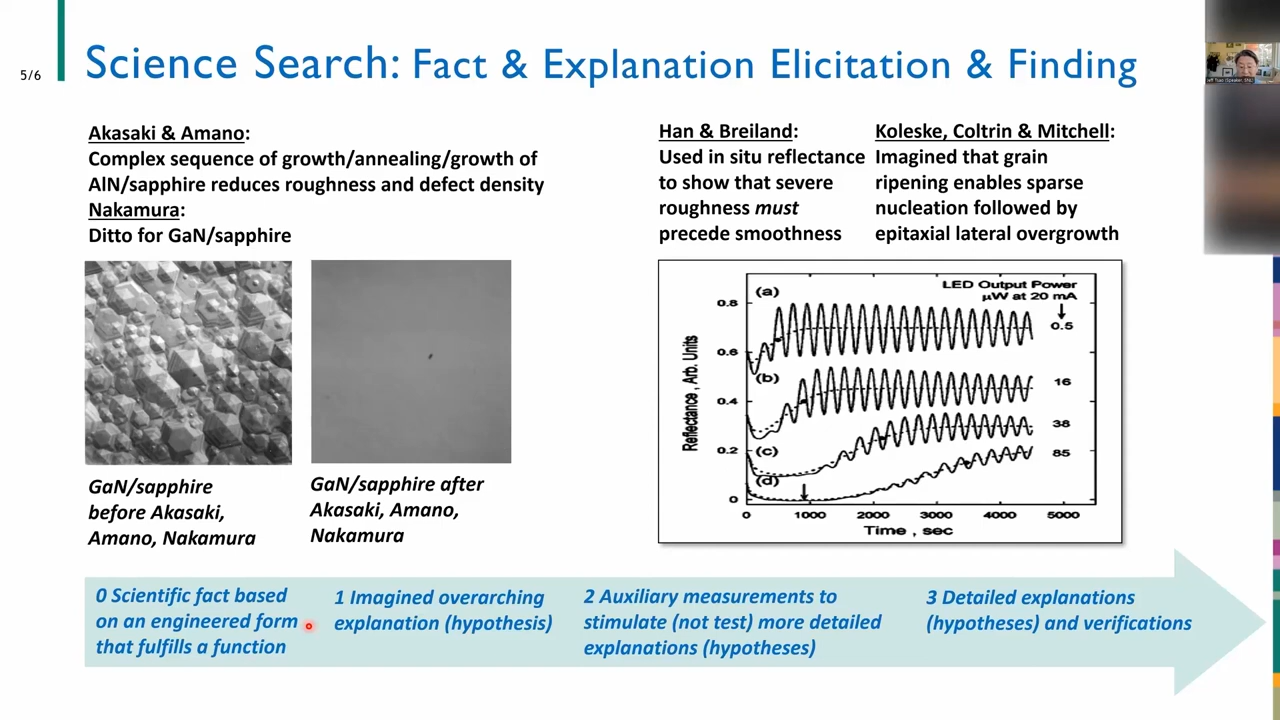 5/6
Science Search: Fact & Explanation Elicitation & Finding
Akasaki & Amano:
Complex sequence of growth/annealing/growth of
AlN/sapphire reduces roughness and defect density
Nakamura:
Ditto for GaN/sapphire
GaN/sapphire
before Akasaki,
Amano, Nakamura
GaN/sapphire after
Akasaki, Amano,
Nakamura
Han & Breiland:
Used in situ reflectance
to show that severe
roughness must
precede smoothness
Koleske, Coltrin & Mitchell:
Imagined that grain
ripening enables sparse
nucleation followed by
epitaxial lateral overgrowth
LED Output Power
μW at 20 mA
(a)
0.5
(b)
16
(c)
38
(d)
85
Reflectance, Arb. Units
0.8
0.6
0.4
0.2
0
0 1000 2000 3000 4000 5000
Time, sec
0 Scientific fact based
on an engineered form
that fulfills a function
1 Imagined overarching
explanation (hypothesis)
2 Auxiliary measurements to
stimulate (not test) more detailed
explanations (hypotheses)
3 Detailed explanations
(hypotheses) and verifications